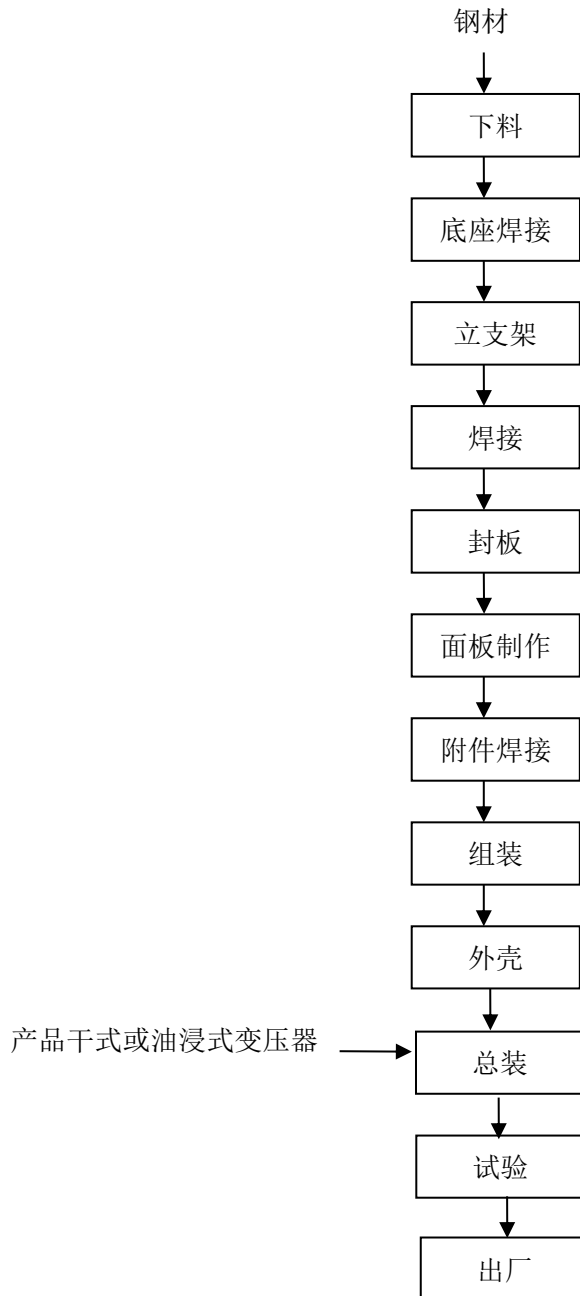 钢材
下料
底座焊接
立支架
焊接
封板
面板制作
附件焊接
组装
外壳
产品干式或油浸式变压器
总装
试验
出厂